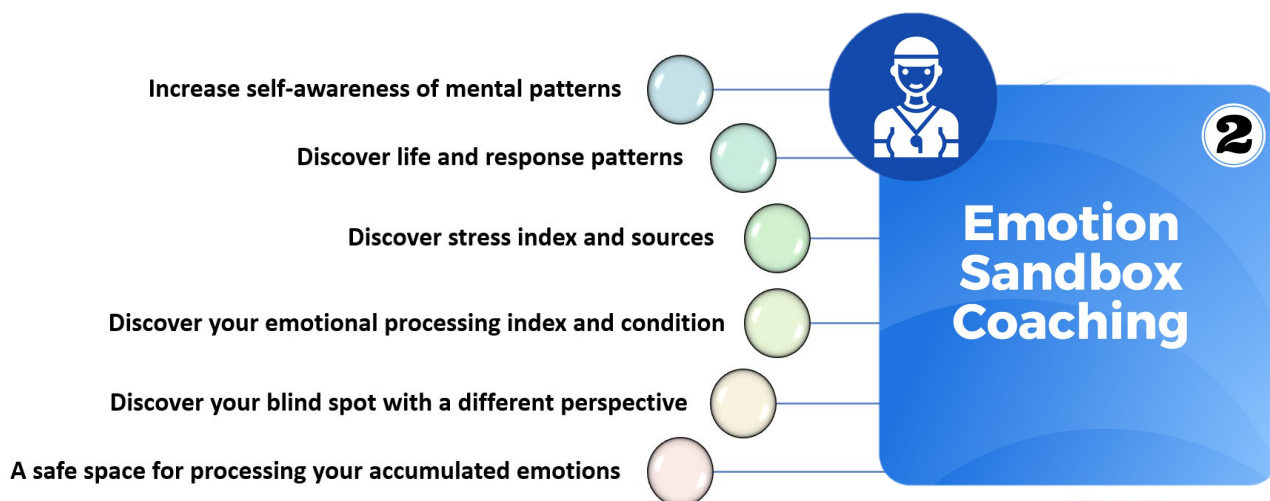 Increase self-awareness of mental patterns
Discover life and response patterns
Discover stress index and sources
Discover your emotional processing index and condition
Discover your blind spot with a different perspective
A safe space for processing your accumulated emotions
2
Emotion
Sandbox
Coaching